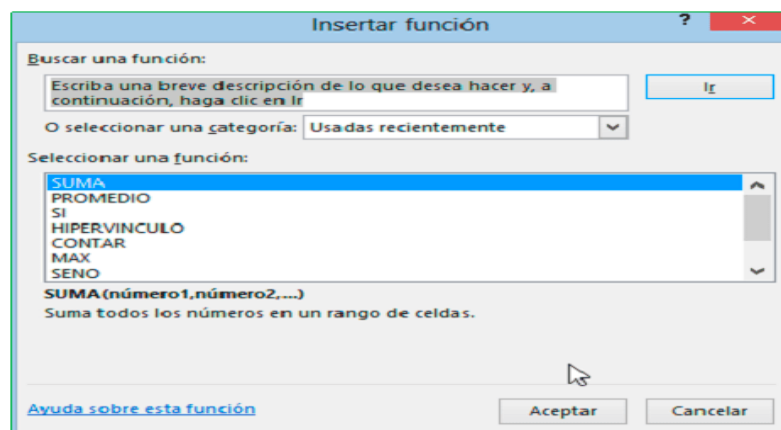 Insertar función
? ×
Buscar una función:
Escriba una breve descripción de lo que desea hacer y, a
continuación, haga clic en Ir
Ir
O seleccionar una categoría: Usadas recientemente
Seleccionar una función:
SUMA
PROMEDIO
SI
HIPERVINCULO
CONTAR
MAX
SENO
SUMA(número1,número2,...)
Suma todos los números en un rango de celdas.
Ayuda sobre esta función
Aceptar
Cancelar